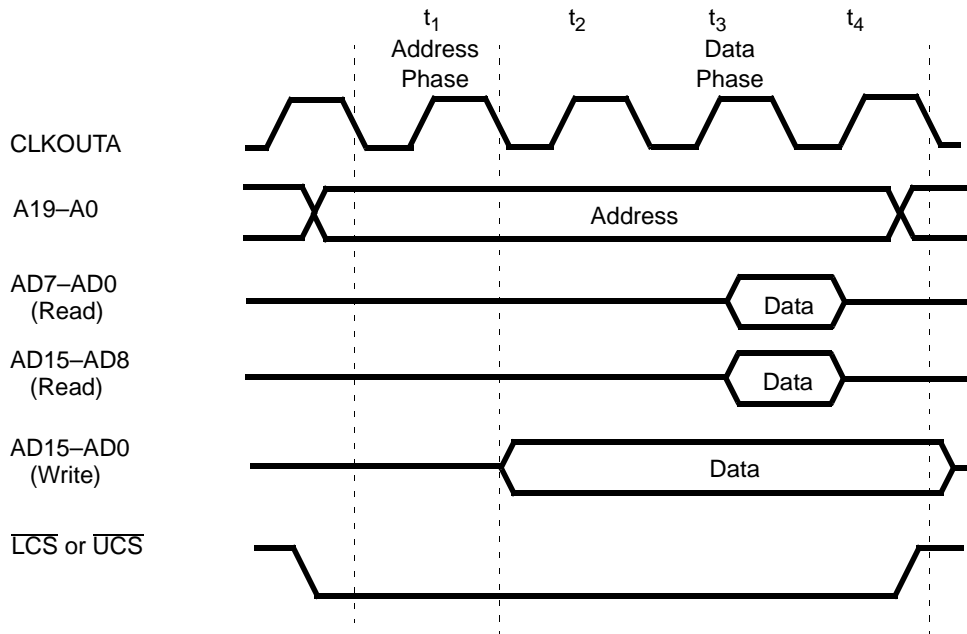 t1 t2 t3 t4
Address Data
Phase Phase
CLKOUTA
A19–A0
Address
AD7–AD0
(Read)
Data
AD15–AD8
(Read)
Data
AD15–AD0
(Write)
Data
LCS or UCS